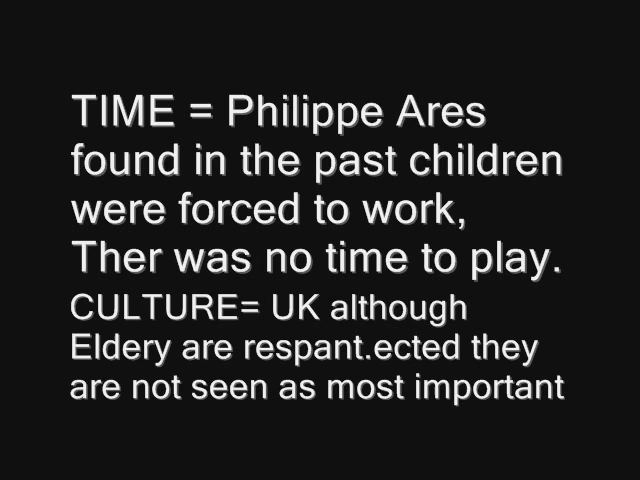 TIME = Philippe Ares
found in the past children
were forced to work,
Ther was no time to play.
CULTURE= UK although
Eldery are respant.ected they
are not seen as most important